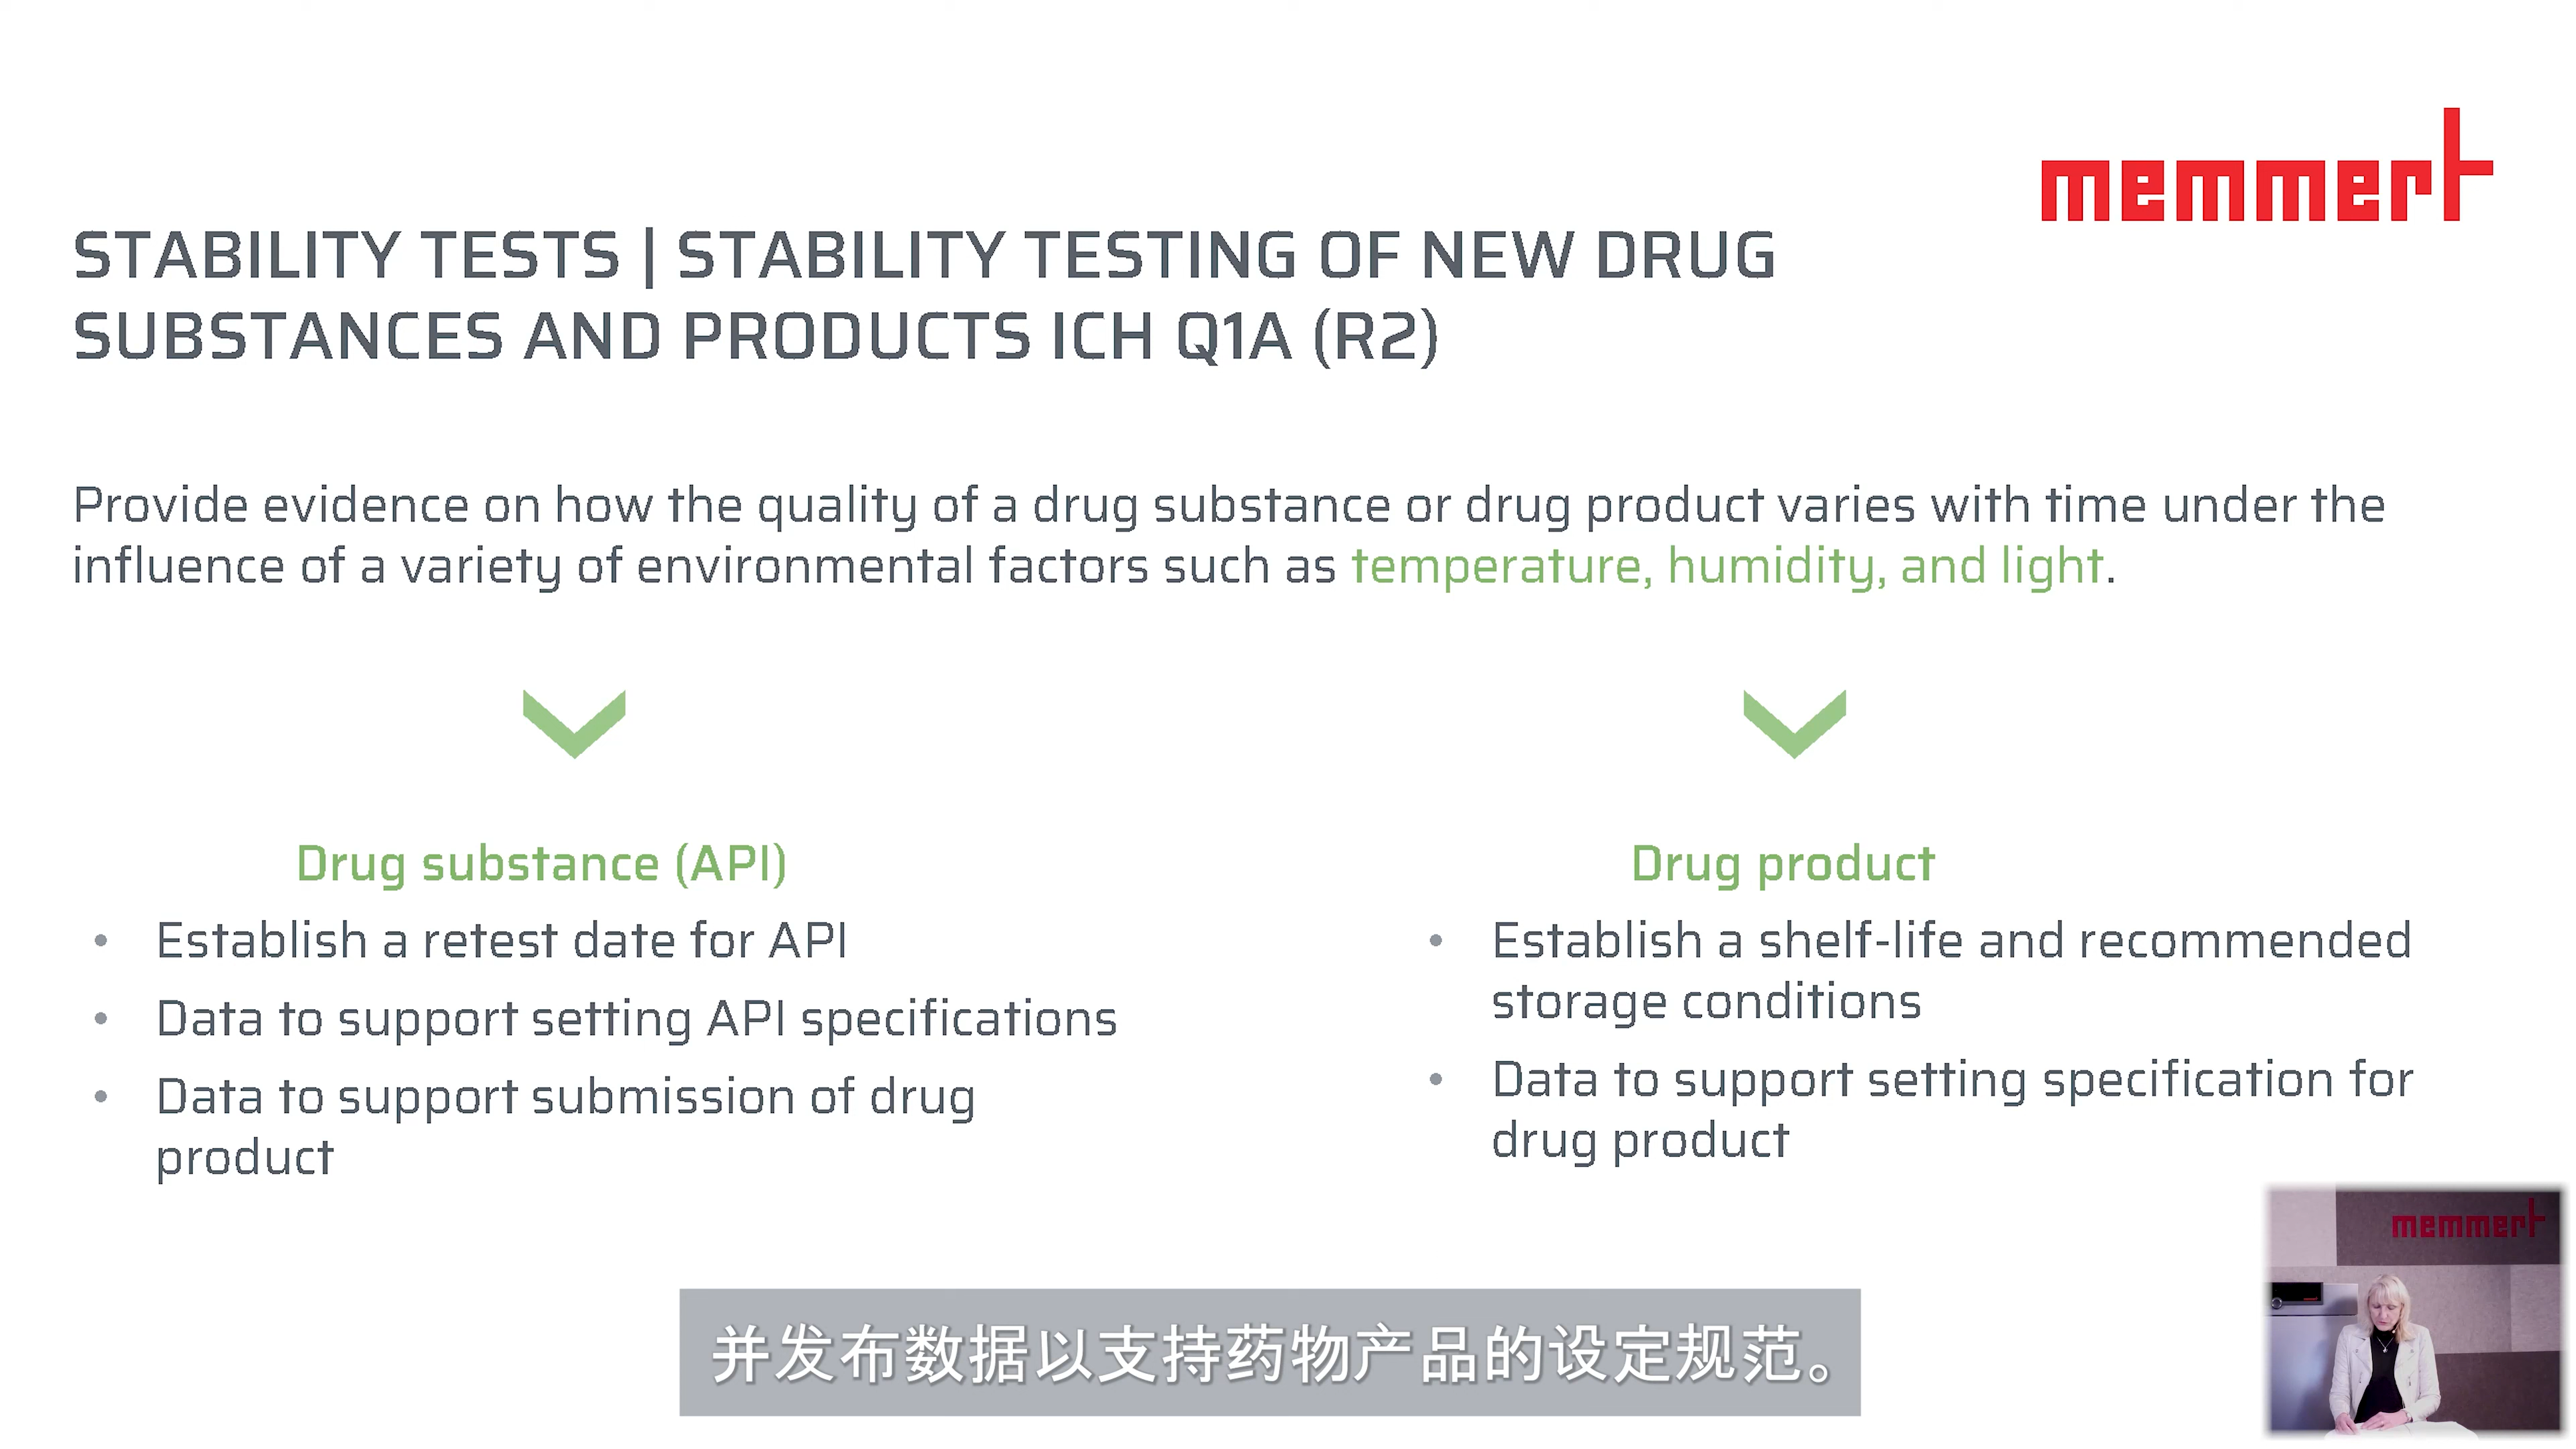 memmert
STABILITY TESTS | STABILITY TESTING OF NEW DRUG
SUBSTANCES AND PRODUCTS ICH Q1A (R2)
Provide evidence on how the quality of a drug substance or drug product varies with time under the
influence of a variety of environmental factors such as temperature, humidity, and light.
Drug substance (API)
• Establish a retest date for API
• Data to support setting API specifications
• Data to support submission of drug
product
Drug product
• Establish a shelf-life and recommended
storage conditions
• Data to support setting specification for
drug product
memmert
并发布数据以支持药物产品的设定规范。